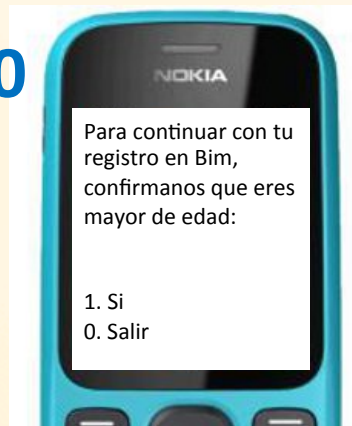 0
NOKIA
Para continuar con tu
registro en Bim,
confirmanos que eres
mayor de edad:
1. Si
0. Salir